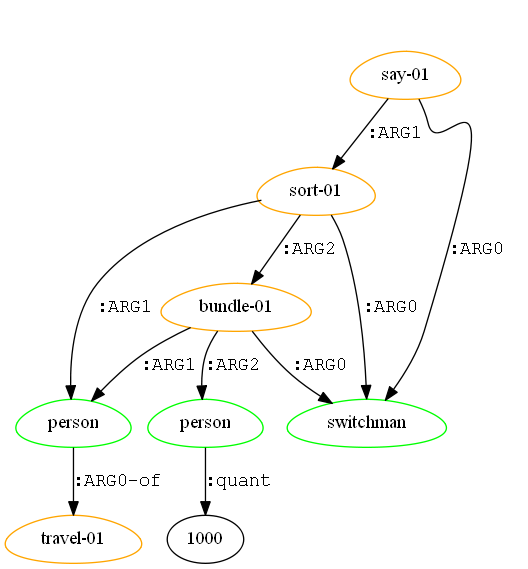 say-01
:ARG1
sort-01
:ARG2
:ARG0
:ARG1
bundle-01
:ARG0
:ARG1
:ARG2
:ARG0
person
person
switchman
:ARG0-of
:quant
travel-01
1000